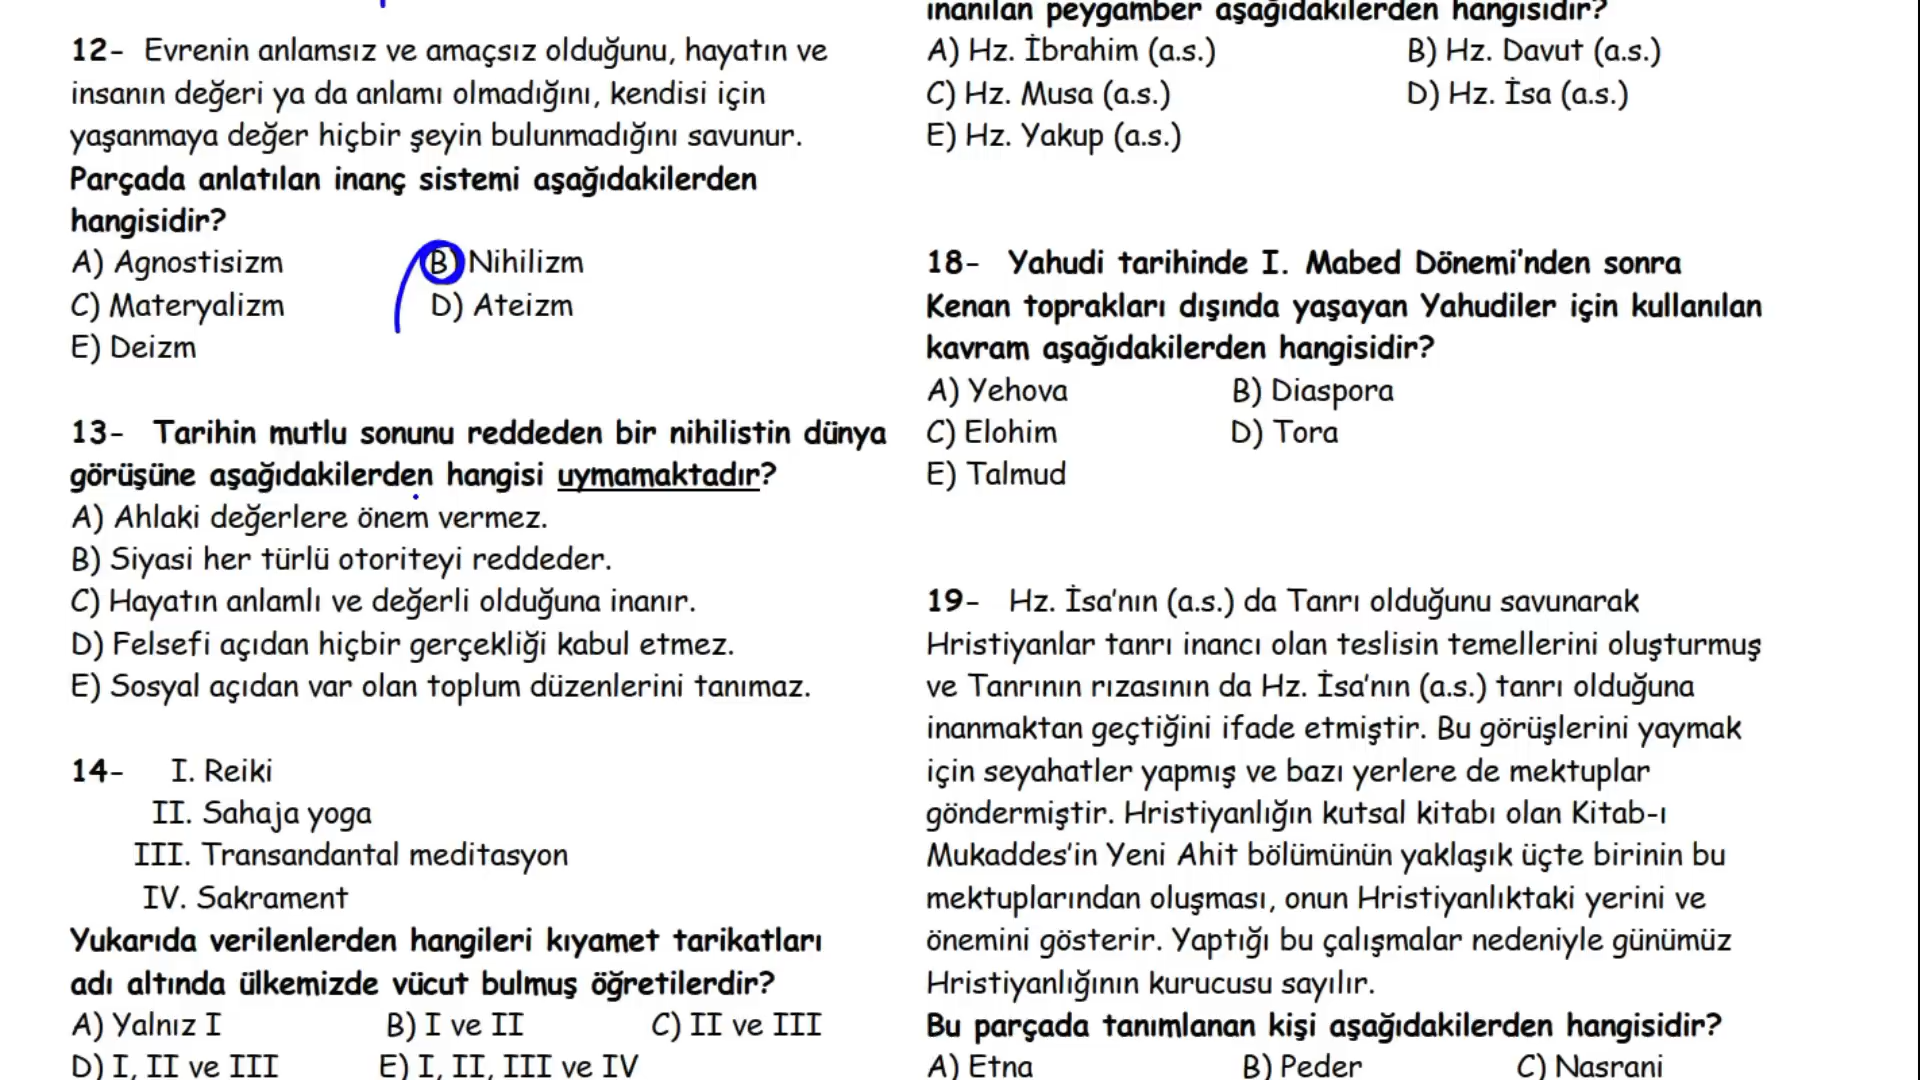 12- Evrenin anlamsız ve amaçsız olduğunu, hayatın ve
insanın değeri ya da anlamı olmadığını, kendisi için
yaşanmaya değer hiçbir şeyin bulunmadığını savunur.
Parçada anlatılan inanç sistemi aşağıdakilerden
hangisidir?
A) Agnostisizm B) Nihilizm
C) Materyalizm D) Ateizm
E) Deizm
13- Tarihin mutlu sonunu reddeden bir nihilistin dünya
görüşüne aşağıdakilerden hangisi uymamaktadır?
A) Ahlaki değerlere önem vermez.
B) Siyasi her türlü otoriteyi reddeder.
C) Hayatın anlamlı ve değerli olduğuna inanır.
D) Felsefi açıdan hiçbir gerçekliği kabul etmez.
E) Sosyal açıdan var olan toplum düzenlerini tanımaz.
14- I. Reiki
II. Sahaja yoga
III. Transandantal meditasyon
IV. Sakrament
Yukarıda verilenlerden hangileri kıyamet tarikatları
adı altında ülkemizde vücut bulmuş öğretilerdir?
A) Yalnız I B) I ve II C) II ve III
D) I, II ve III E) I, II, III ve IV
inanılan peygamber aşağıdakilerden hangisidir?
A) Hz. İbrahim (a.s.) B) Hz. Davut (a.s.)
C) Hz. Musa (a.s.) D) Hz. İsa (a.s.)
E) Hz. Yakup (a.s.)
18- Yahudi tarihinde I. Mabed Dönemi’nden sonra
Kenan toprakları dışında yaşayan Yahudiler için kullanılan
kavram aşağıdakilerden hangisidir?
A) Yehova B) Diaspora
C) Elohim D) Tora
E) Talmud
19- Hz. İsa’nın (a.s.) da Tanrı olduğunu savunarak
Hristiyanlar tanrı inancı olan teslisin temellerini oluşturmuş
ve Tanrının rızasının da Hz. İsa’nın (a.s.) tanrı olduğuna
inanmaktan geçtiğini ifade etmiştir. Bu görüşlerini yaymak
için seyahatler yapmış ve bazı yerlere de mektuplar
göndermiştir. Hristiyanlığın kutsal kitabı olan Kitab-ı
Mukaddes’in Yeni Ahit bölümünün yaklaşık üçte birinin bu
mektuplarından oluşması, onun Hristiyanlıktaki yerini ve
önemini gösterir. Yaptığı bu çalışmalar nedeniyle günümüz
Hristiyanlığının kurucusu sayılır.
Bu parçada tanımlanan kişi aşağıdakilerden hangisidir?
A) Etna B) Peder C) Nasrani